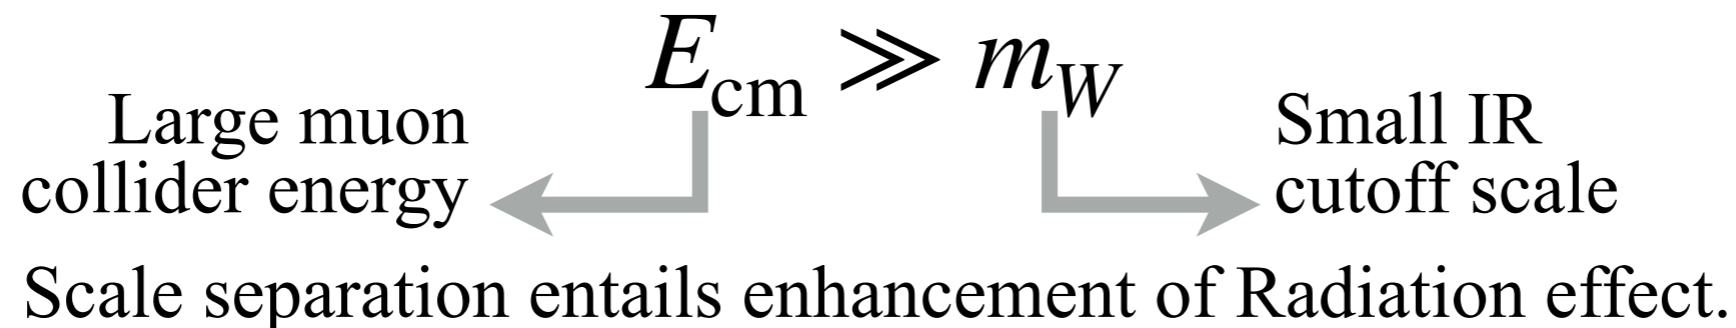 E_cm ≫ m_W
Large muon
collider energy
Small IR
cutoff scale
Scale separation entails enhancement of Radiation effect.